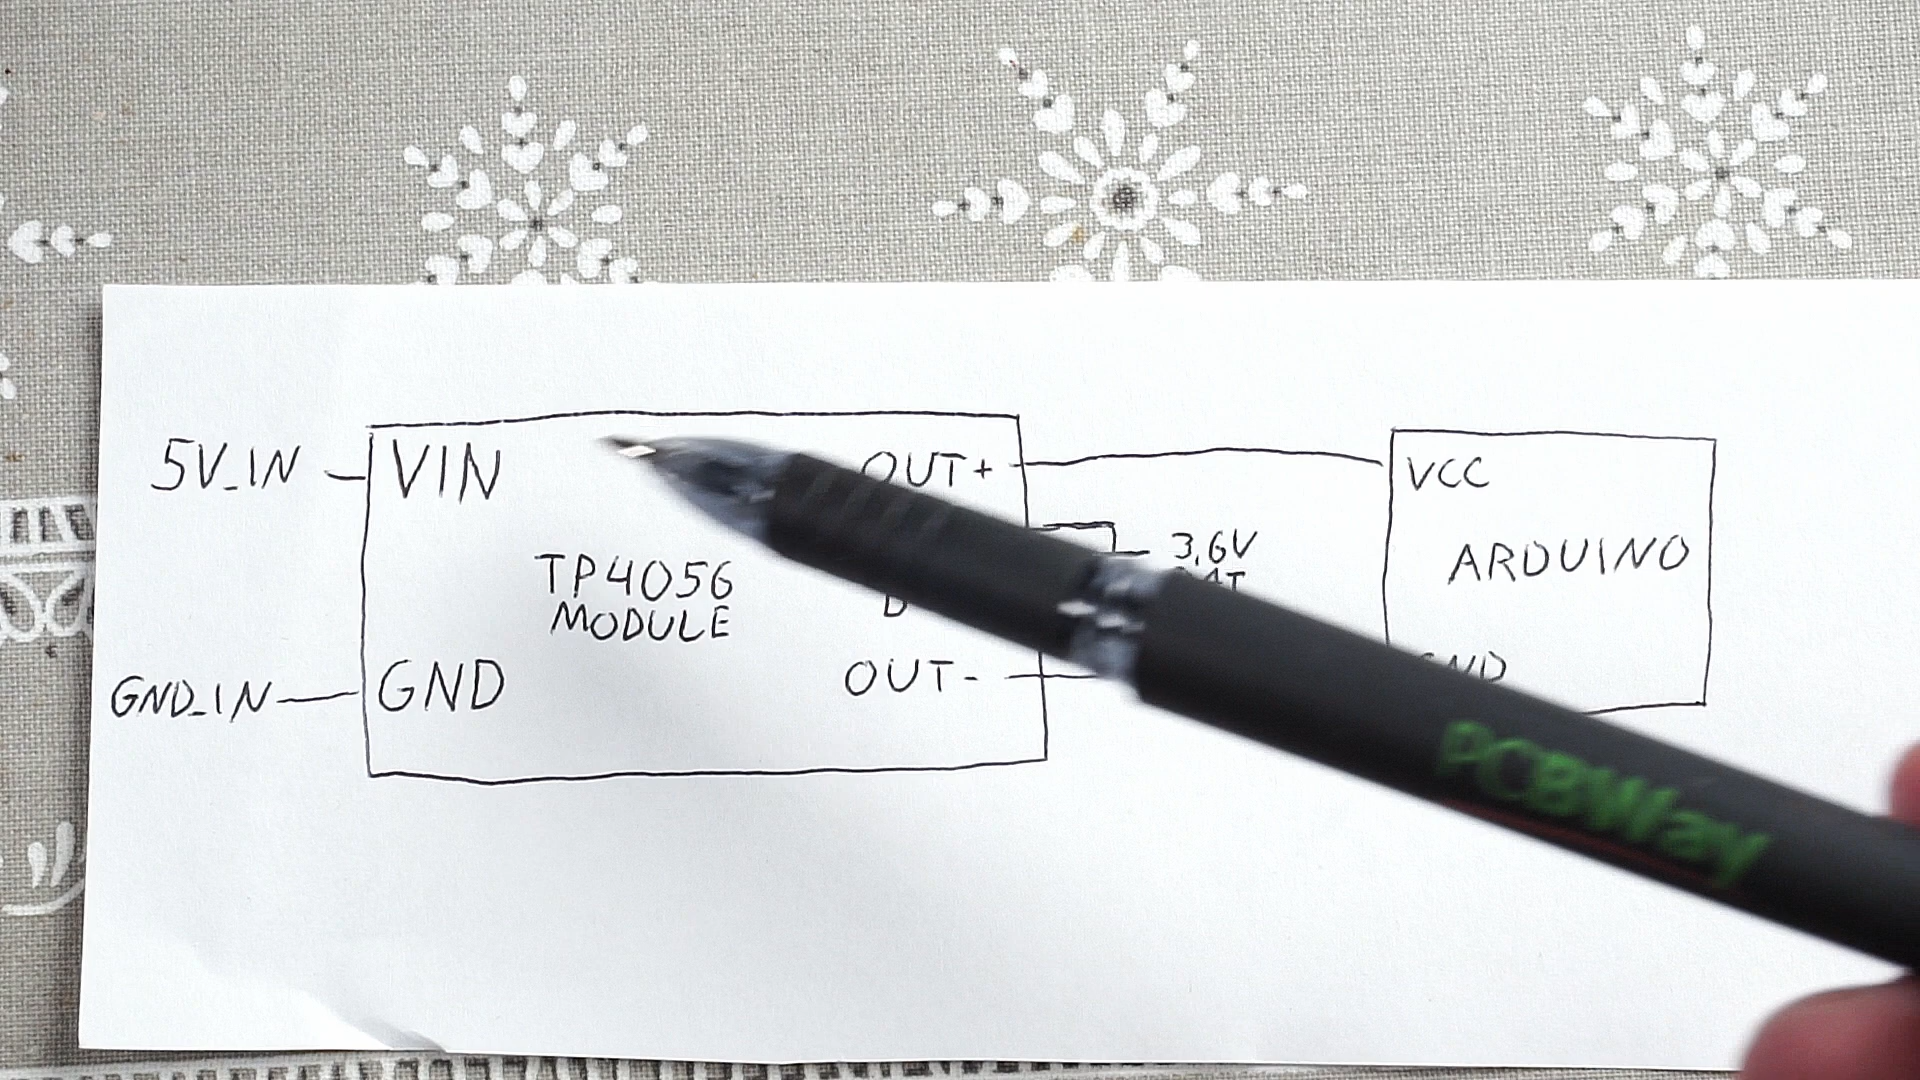 5V_IN
VIN
OUT+
VCC
3,6V
ARDUINO
TP4056
MODULE
GND_IN
GND
OUT-
PCBWay